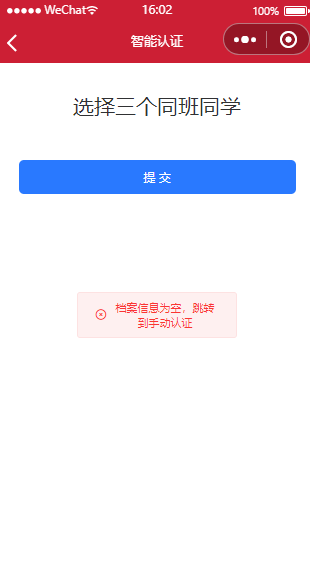 WeChat 16:02 100%
智能认证
选择三个同班同学
提 交
档案信息为空，跳转
到手动认证